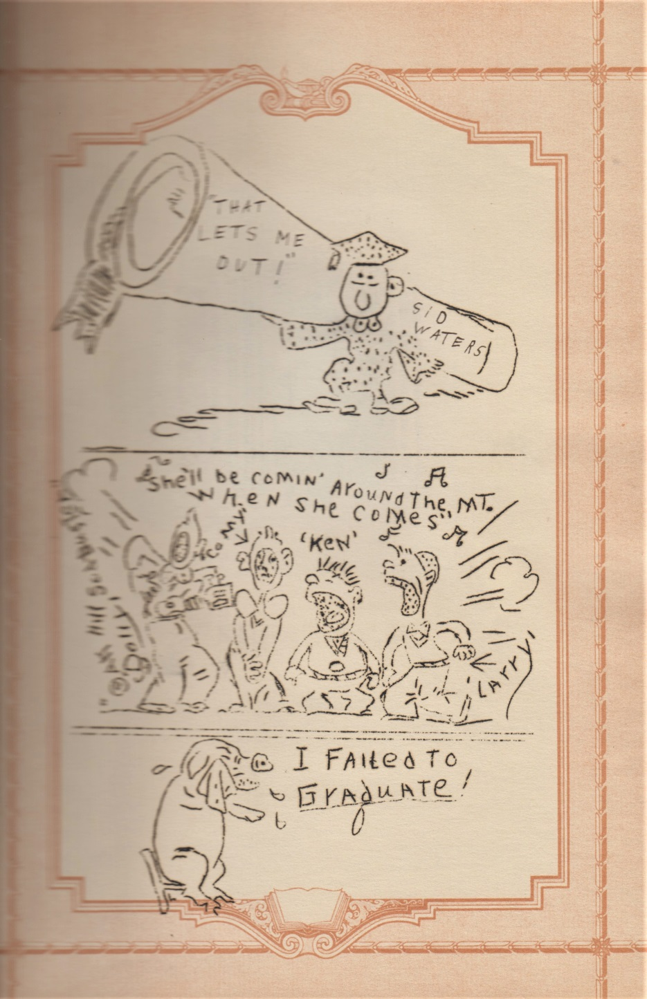 "THAT
LETS ME
OUT!"
SID
WATERS
"She'll be comin' Around The MT.
When She comes"
'Ken'
Hill
Larry
I FAIled TO
GrAduATe!